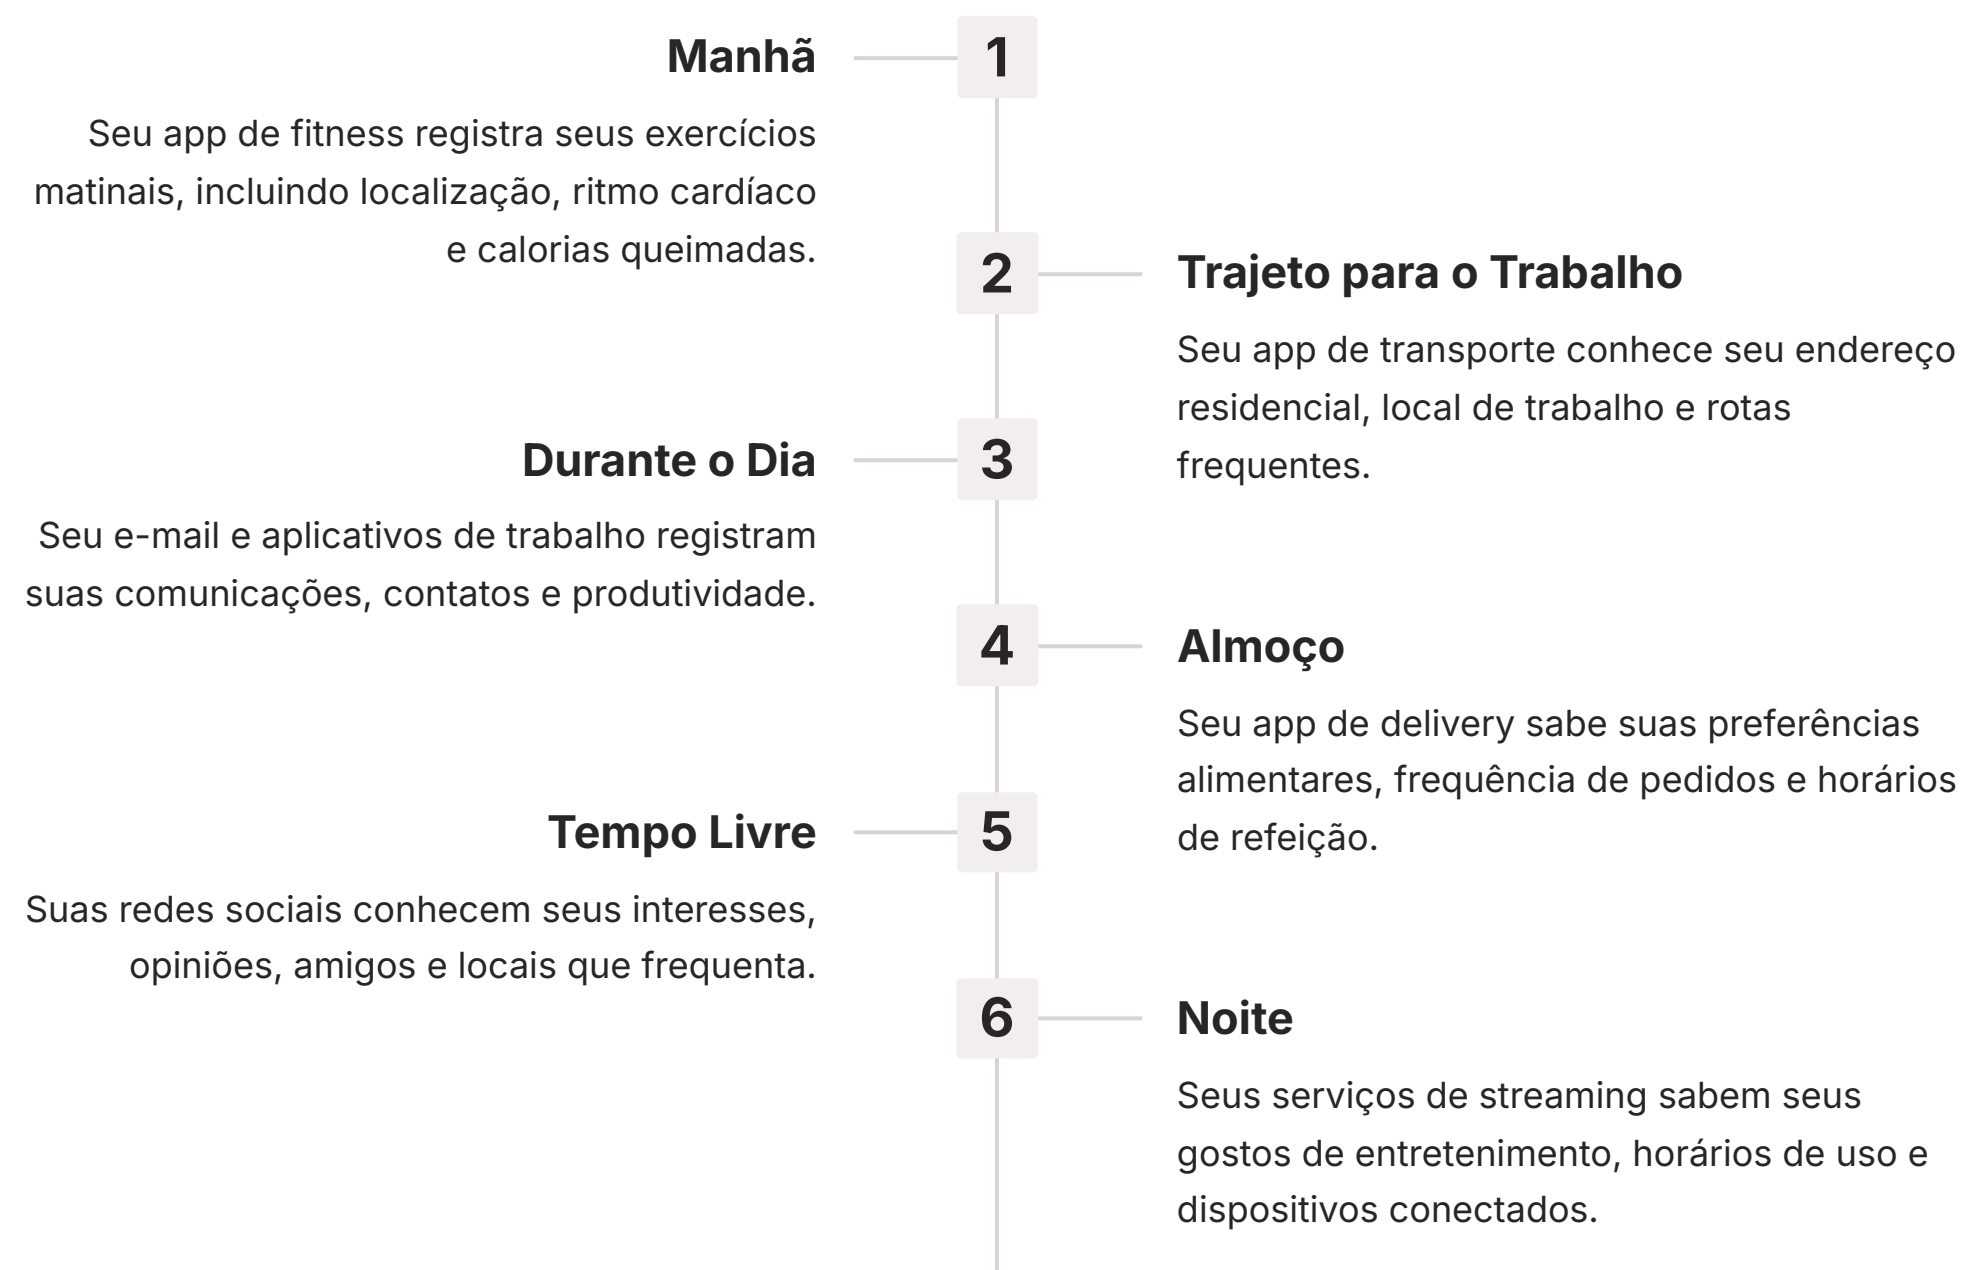 1
Manhã
Seu app de fitness registra seus exercícios
matinais, incluindo localização, ritmo cardíaco
e calorias queimadas.
2
Trajeto para o Trabalho
Seu app de transporte conhece seu endereço
residencial, local de trabalho e rotas
frequentes.
3
Durante o Dia
Seu e-mail e aplicativos de trabalho registram
suas comunicações, contatos e produtividade.
4
Almoço
Seu app de delivery sabe suas preferências
alimentares, frequência de pedidos e horários
de refeição.
5
Tempo Livre
Suas redes sociais conhecem seus interesses,
opiniões, amigos e locais que frequenta.
6
Noite
Seus serviços de streaming sabem seus
gostos de entretenimento, horários de uso e
dispositivos conectados.